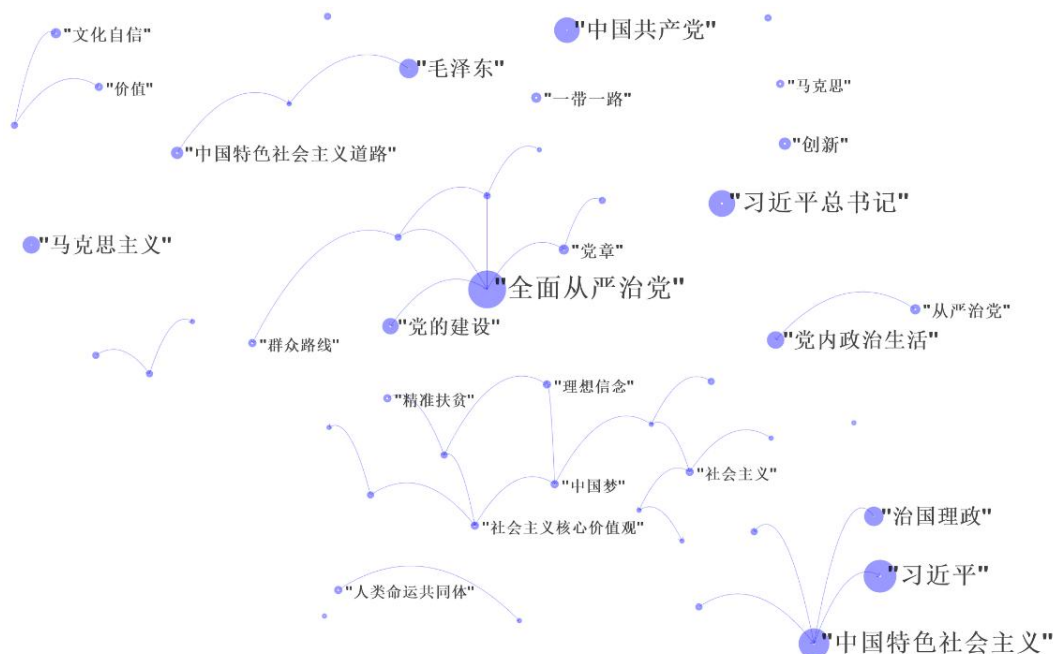 "文化自信"
"中国共产党"
"毛泽东"
"价值"
"一带一路"
"马克思"
"中国特色社会主义道路"
"创新"
"习近平总书记"
"马克思主义"
"党章"
"全面从严治党"
"从严治党"
"党的建设"
"党内政治生活"
"群众路线"
"理想信念"
"精准扶贫"
"社会主义"
"中国梦"
"治国理政"
"社会主义核心价值观"
"习近平"
"人类命运共同体"
"中国特色社会主义"